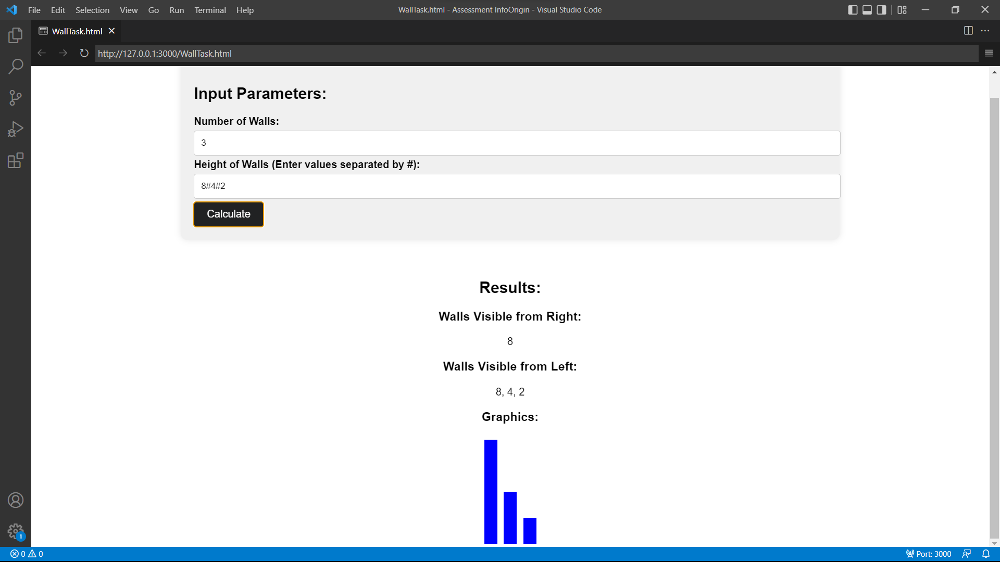 File Edit Selection View Go Run Terminal Help
WallTask.html - Assessment InfoOrigin - Visual Studio Code
WallTask.html
http://127.0.0.1:3000/WallTask.html
Input Parameters:
Number of Walls:
3
Height of Walls (Enter values separated by #):
8#4#2
Calculate
Results:
Walls Visible from Right:
8
Walls Visible from Left:
8, 4, 2
Graphics:
1
0 0
Port: 3000